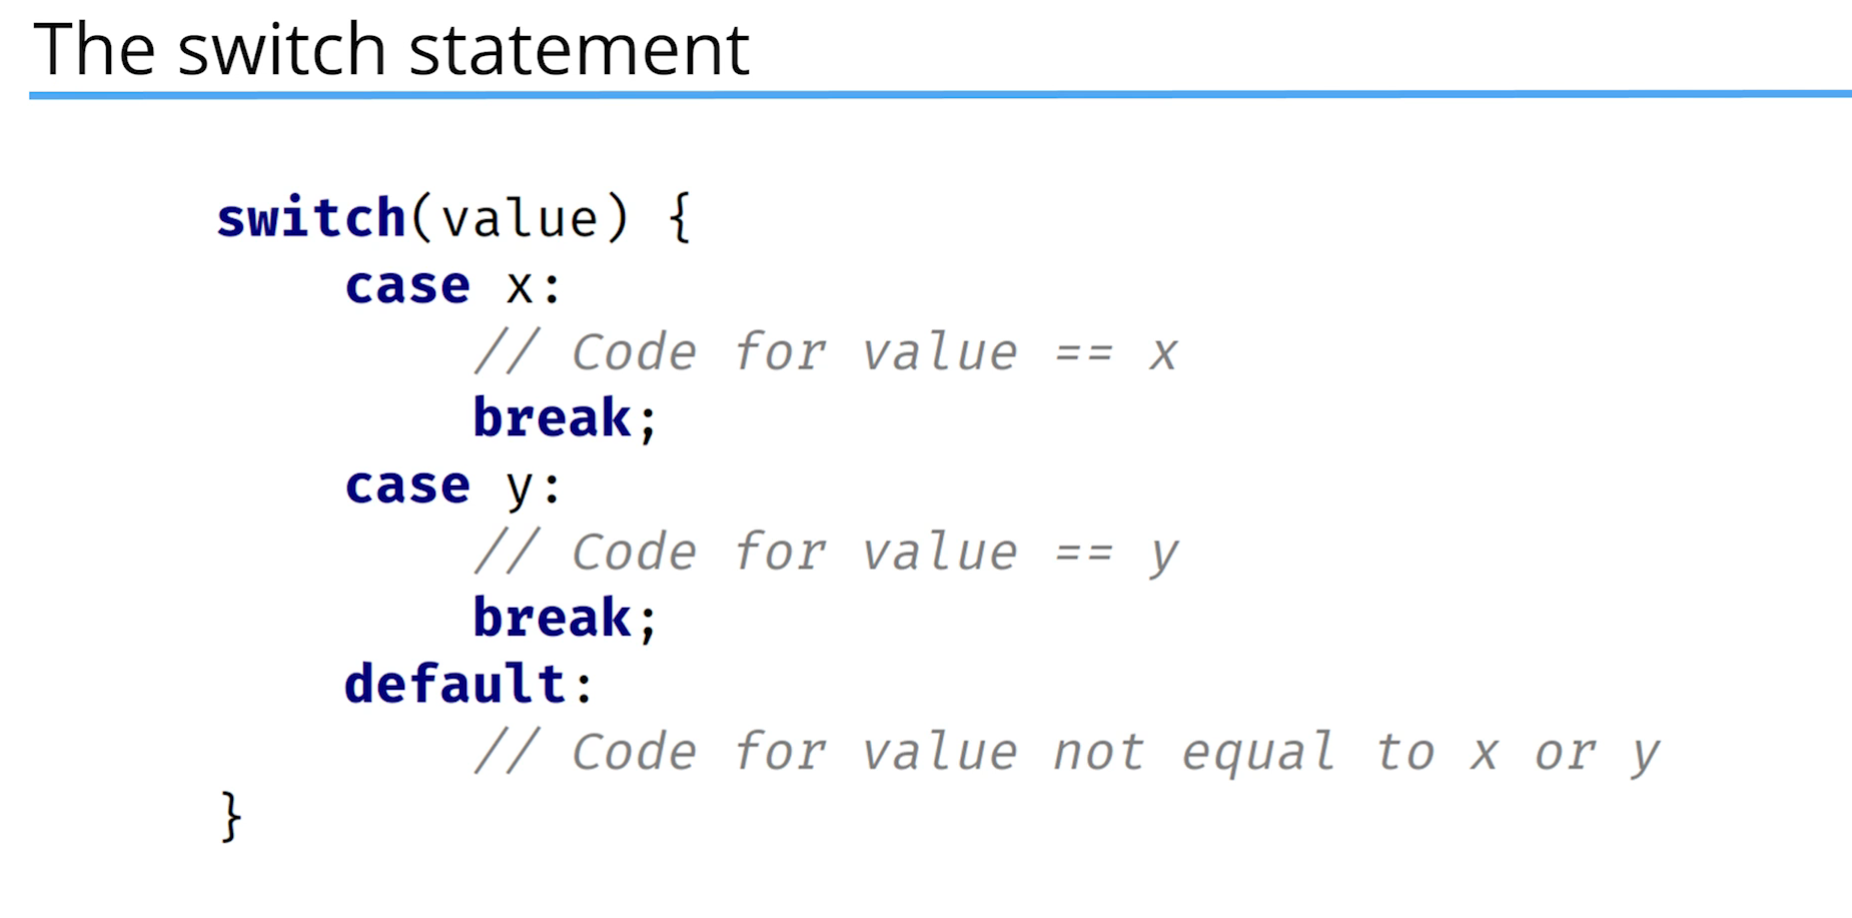 The switch statement
switch(value) {
case x:
// Code for value == x
break;
case y:
// Code for value == y
break;
default:
// Code for value not equal to x or y
}